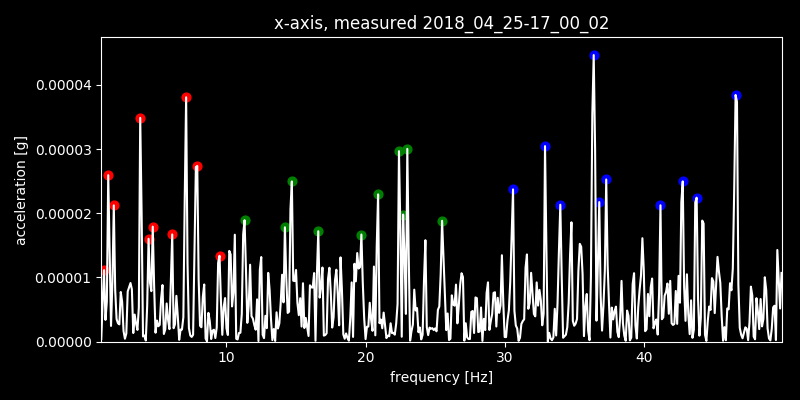 x-axis, measured 2018_04_25-17_00_02
0.00004
0.00003
0.00002
0.00001
0.00000
acceleration [g]
10 20 30 40
frequency [Hz]